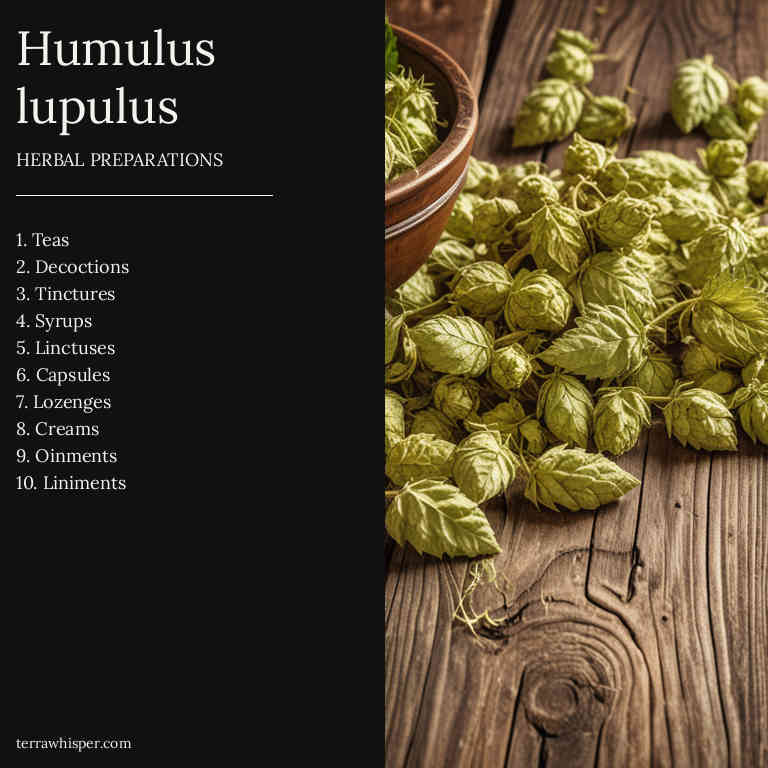 Humulus
lupulus
HERBAL PREPARATIONS
1. Teas
2. Decoctions
3. Tinctures
4. Syrups
5. Linctuses
6. Capsules
7. Lozenges
8. Creams
9. Oinments
10. Liniments
terrawhisper.com